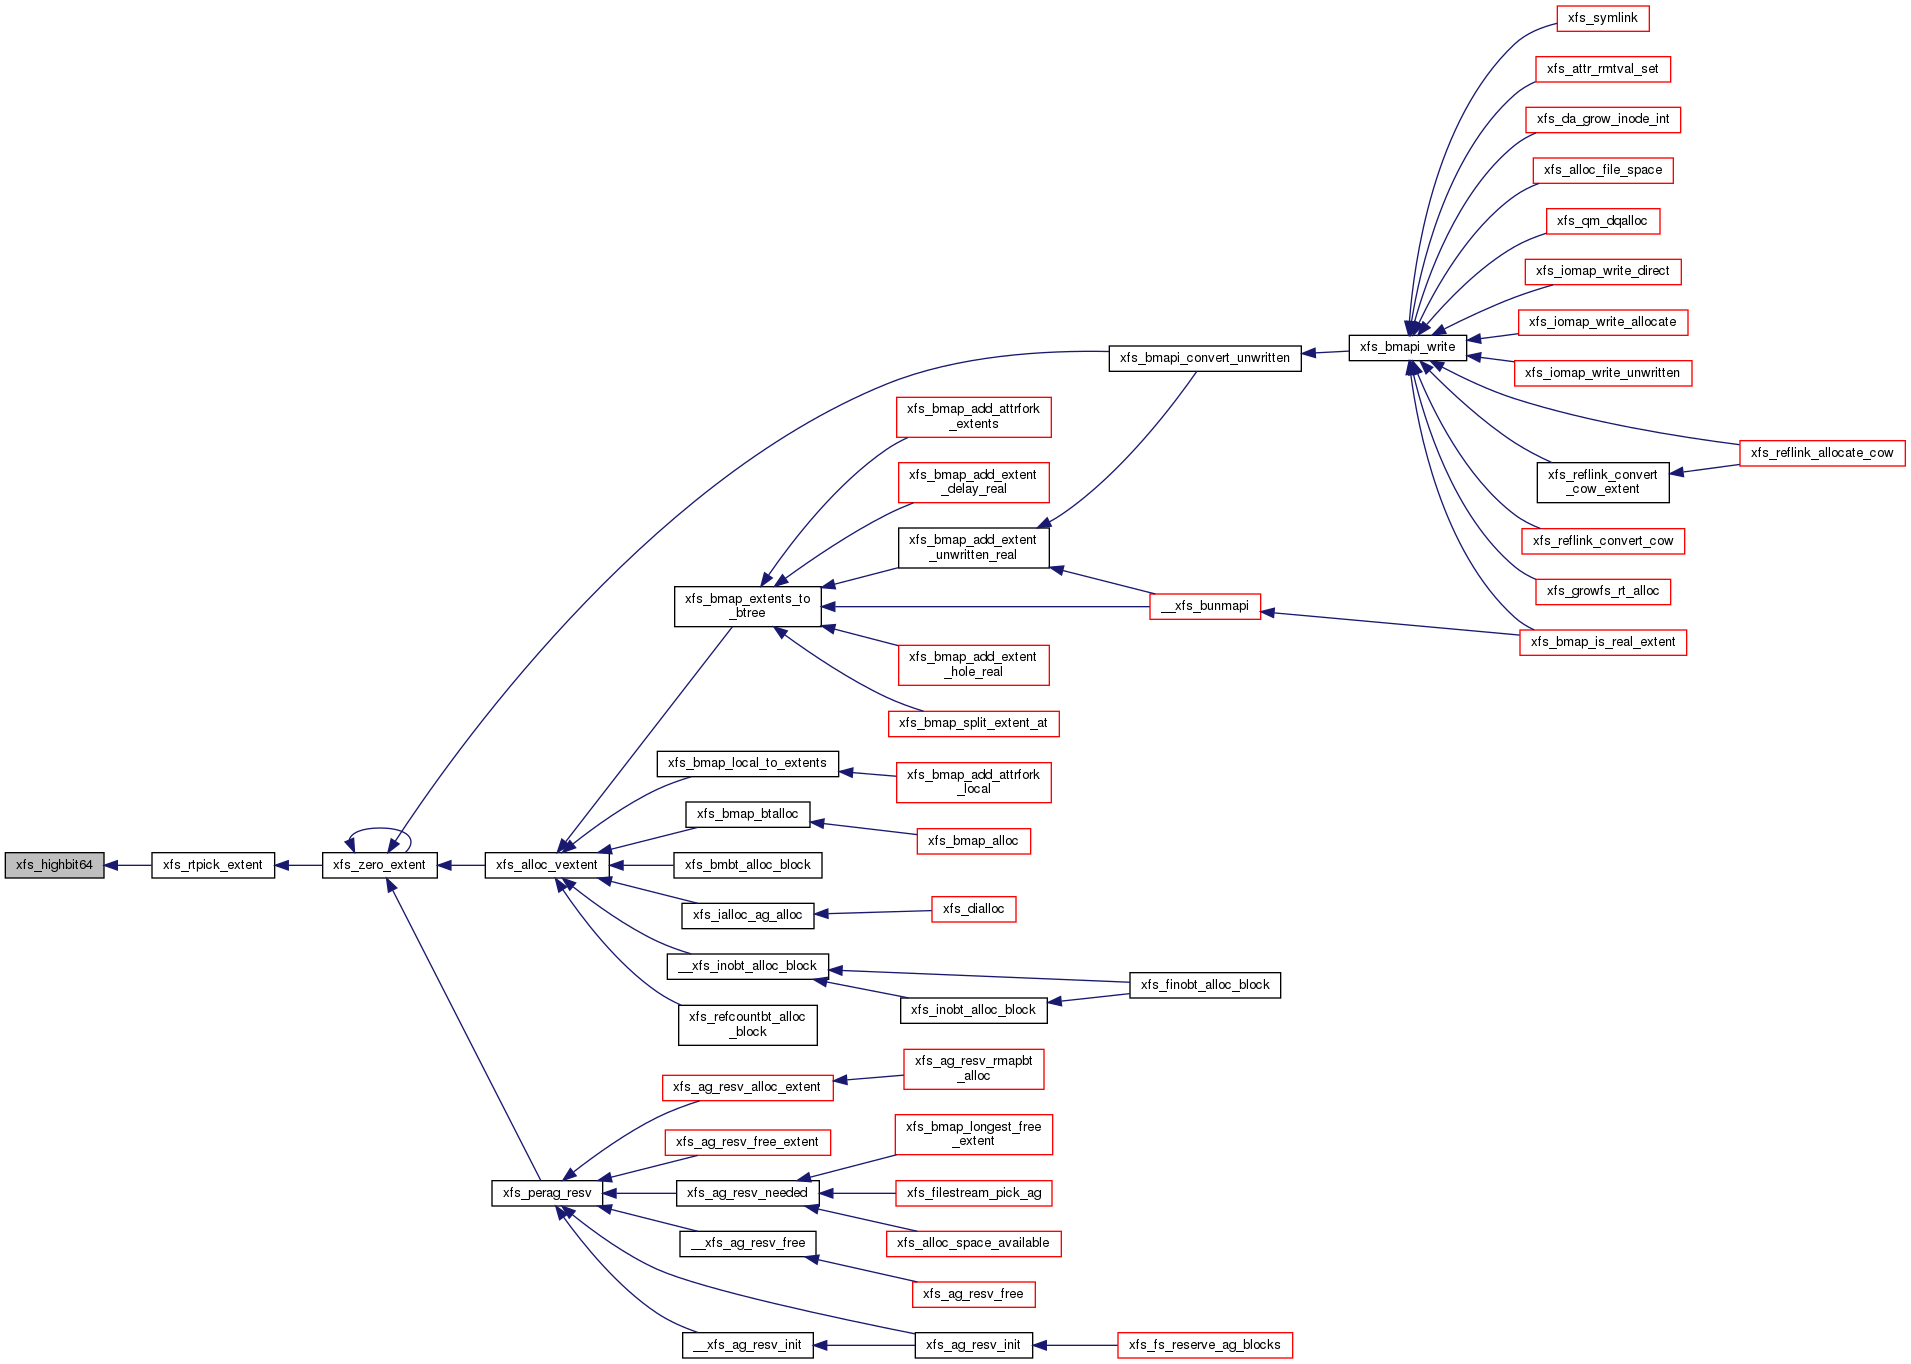 xfs_symlink
xfs_attr_rmtval_set
xfs_da_grow_inode_int
xfs_alloc_file_space
xfs_qm_dqalloc
xfs_iomap_write_direct
xfs_iomap_write_allocate
xfs_bmapi_write
xfs_bmapi_convert_unwritten
xfs_iomap_write_unwritten
xfs_bmap_add_attrfork
_extents
xfs_reflink_allocate_cow
xfs_bmap_add_extent
_delay_real
xfs_reflink_convert
_cow_extent
xfs_bmap_add_extent
_unwritten_real
xfs_reflink_convert_cow
xfs_growfs_rt_alloc
xfs_bmap_extents_to
_btree
__xfs_bunmapi
xfs_bmap_is_real_extent
xfs_bmap_add_extent
_hole_real
xfs_bmap_split_extent_at
xfs_bmap_local_to_extents
xfs_bmap_add_attrfork
_local
xfs_bmap_btalloc
xfs_bmap_alloc
xfs_highbit64
xfs_rtpick_extent
xfs_zero_extent
xfs_alloc_vextent
xfs_bmbt_alloc_block
xfs_ialloc_ag_alloc
xfs_dialloc
__xfs_inobt_alloc_block
xfs_finobt_alloc_block
xfs_inobt_alloc_block
xfs_refcountbt_alloc
_block
xfs_ag_resv_rmapbt
_alloc
xfs_ag_resv_alloc_extent
xfs_bmap_longest_free
_extent
xfs_ag_resv_free_extent
xfs_perag_resv
xfs_ag_resv_needed
xfs_filestream_pick_ag
__xfs_ag_resv_free
xfs_alloc_space_available
xfs_ag_resv_free
__xfs_ag_resv_init
xfs_ag_resv_init
xfs_fs_reserve_ag_blocks